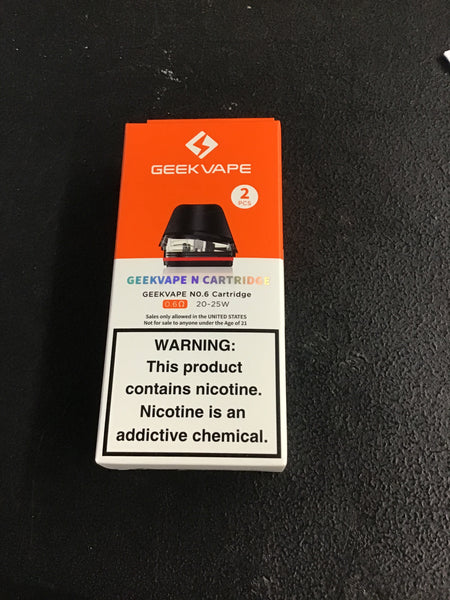 GEEKVAPE
2
PCS
GEEKVAPE N CARTRIDGE
GEEKVAPE N0.6 Cartridge
0.6Ω 20-25W
Sales only allowed in the UNITED STATES
Not for sale to anyone under the Age of 21
WARNING:
This product
contains nicotine.
Nicotine is an
addictive chemical.